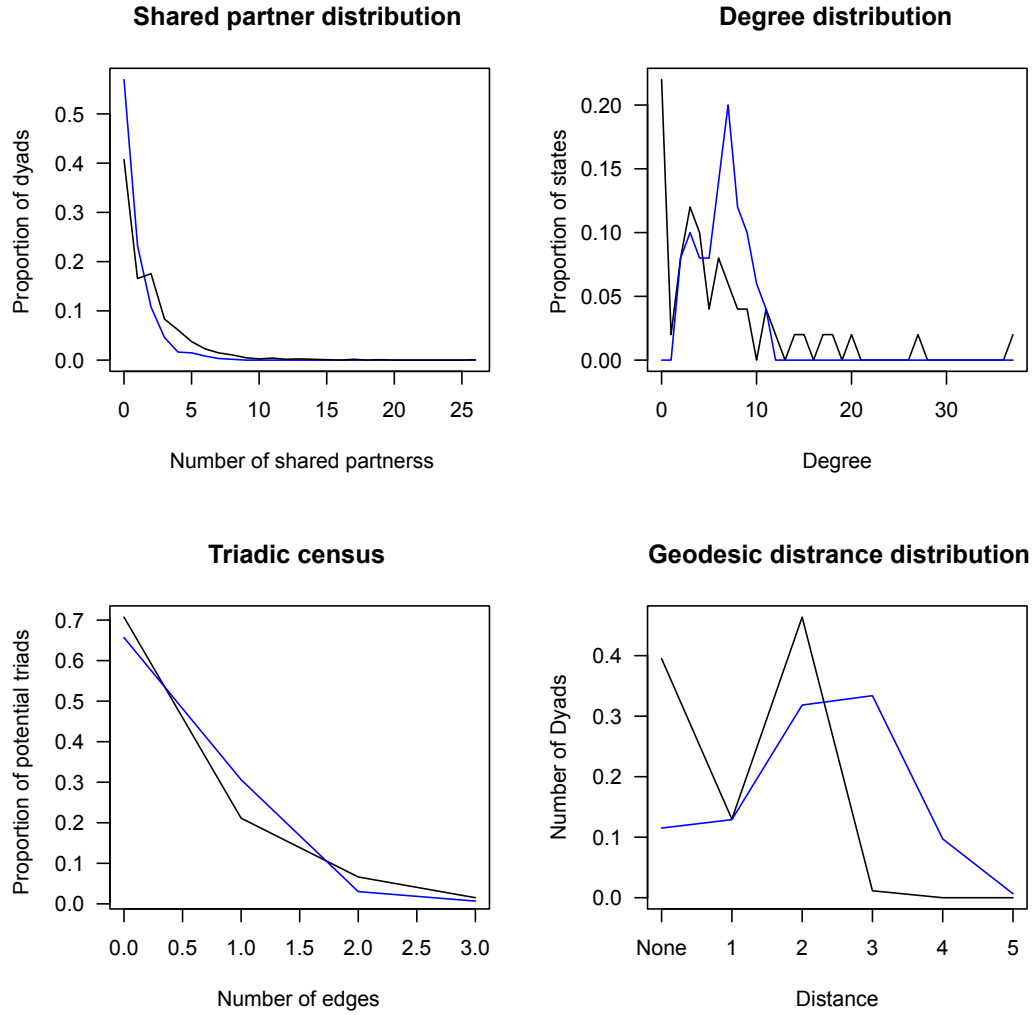 Shared partner distribution
Proportion of dyads
0.5
0.4
0.3
0.2
0.1
0.0
0 5 10 15 20 25
Number of shared partnerss
Degree distribution
Proportion of states
0.20
0.15
0.10
0.05
0.00
0 10 20 30
Degree
Triadic census
Proportion of potential triads
0.7
0.6
0.5
0.4
0.3
0.2
0.1
0.0
0.0 0.5 1.0 1.5 2.0 2.5 3.0
Number of edges
Geodesic distrance distribution
Number of Dyads
0.4
0.3
0.2
0.1
0.0
None 1 2 3 4 5
Distance